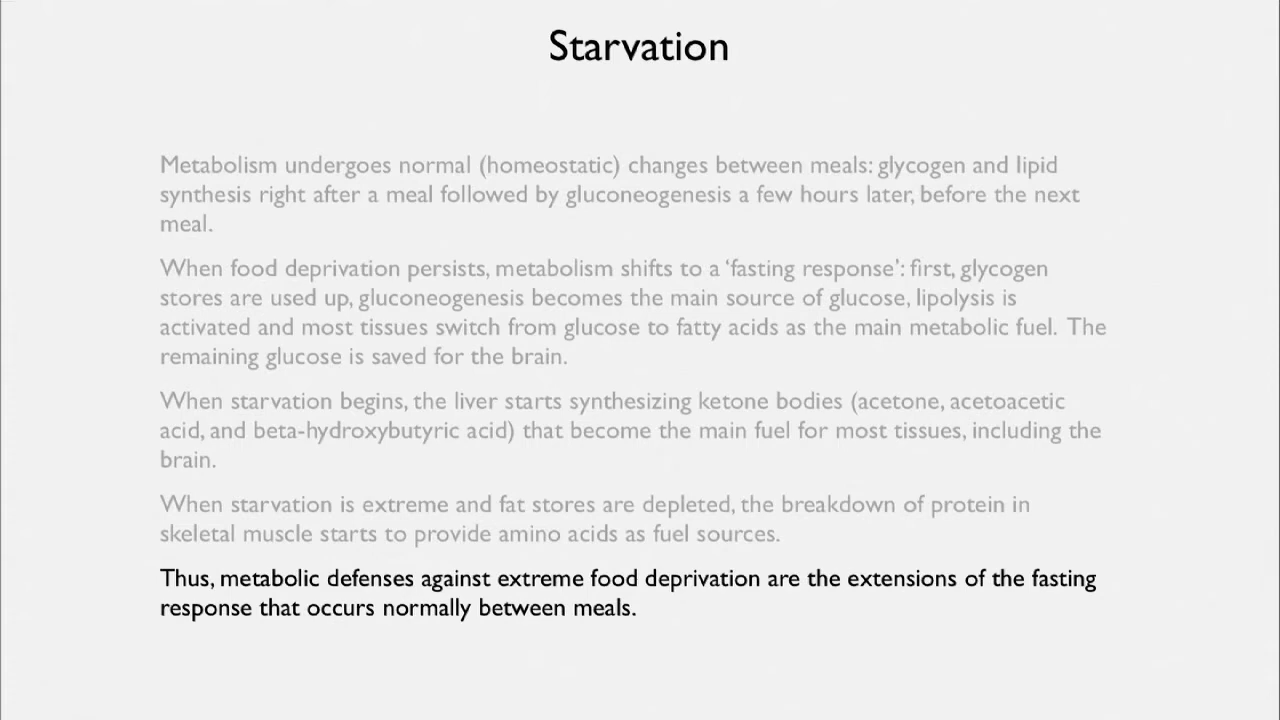 Starvation
Metabolism undergoes normal (homeostatic) changes between meals: glycogen and lipid
synthesis right after a meal followed by gluconeogenesis a few hours later, before the next
meal.
When food deprivation persists, metabolism shifts to a ‘fasting response’: first, glycogen
stores are used up, gluconeogenesis becomes the main source of glucose, lipolysis is
activated and most tissues switch from glucose to fatty acids as the main metabolic fuel. The
remaining glucose is saved for the brain.
When starvation begins, the liver starts synthesizing ketone bodies (acetone, acetoacetic
acid, and beta-hydroxybutyric acid) that become the main fuel for most tissues, including the
brain.
When starvation is extreme and fat stores are depleted, the breakdown of protein in
skeletal muscle starts to provide amino acids as fuel sources.
Thus, metabolic defenses against extreme food deprivation are the extensions of the fasting
response that occurs normally between meals.